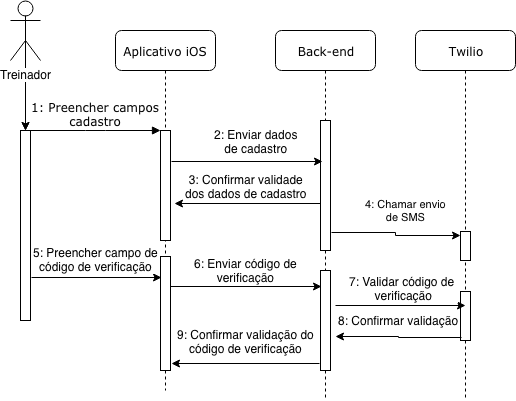 Treinador
Aplicativo iOS
Back-end
Twilio
1: Preencher campos
cadastro
2: Enviar dados
de cadastro
3: Confirmar validade
dos dados de cadastro
4: Chamar envio
de SMS
5: Preencher campo de
código de verificação
6: Enviar código de
verificação
7: Validar código de
verificação
8: Confirmar validação
9: Confirmar validação do
código de verificação